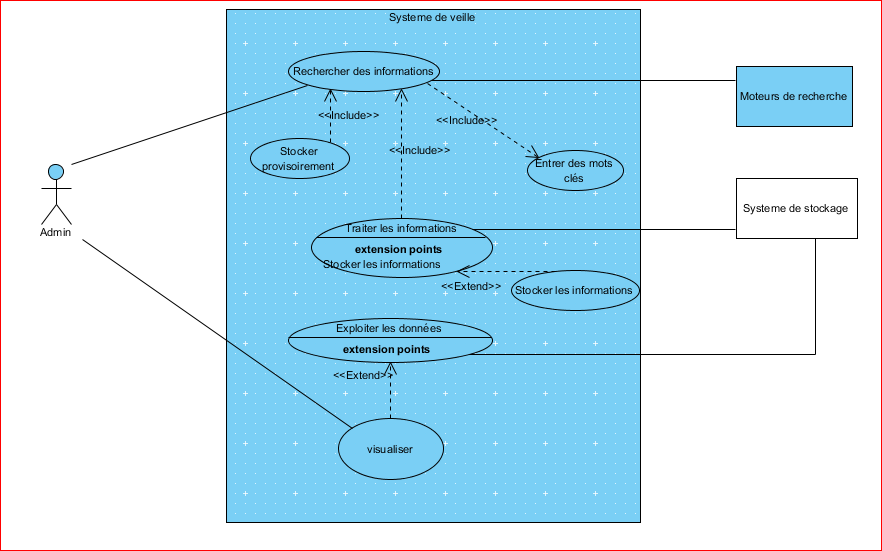 Systeme de veille
Rechercher des informations
Moteurs de recherche
<<Include>>
<<Include>>
<<Include>>
Stocker
provisoirement
Entrer des mots
clés
Admin
Systeme de stockage
Traiter les informations
extension points
Stocker les informations
<<Extend>>
Stocker les informations
Exploiter les données
extension points
<<Extend>>
visualiser